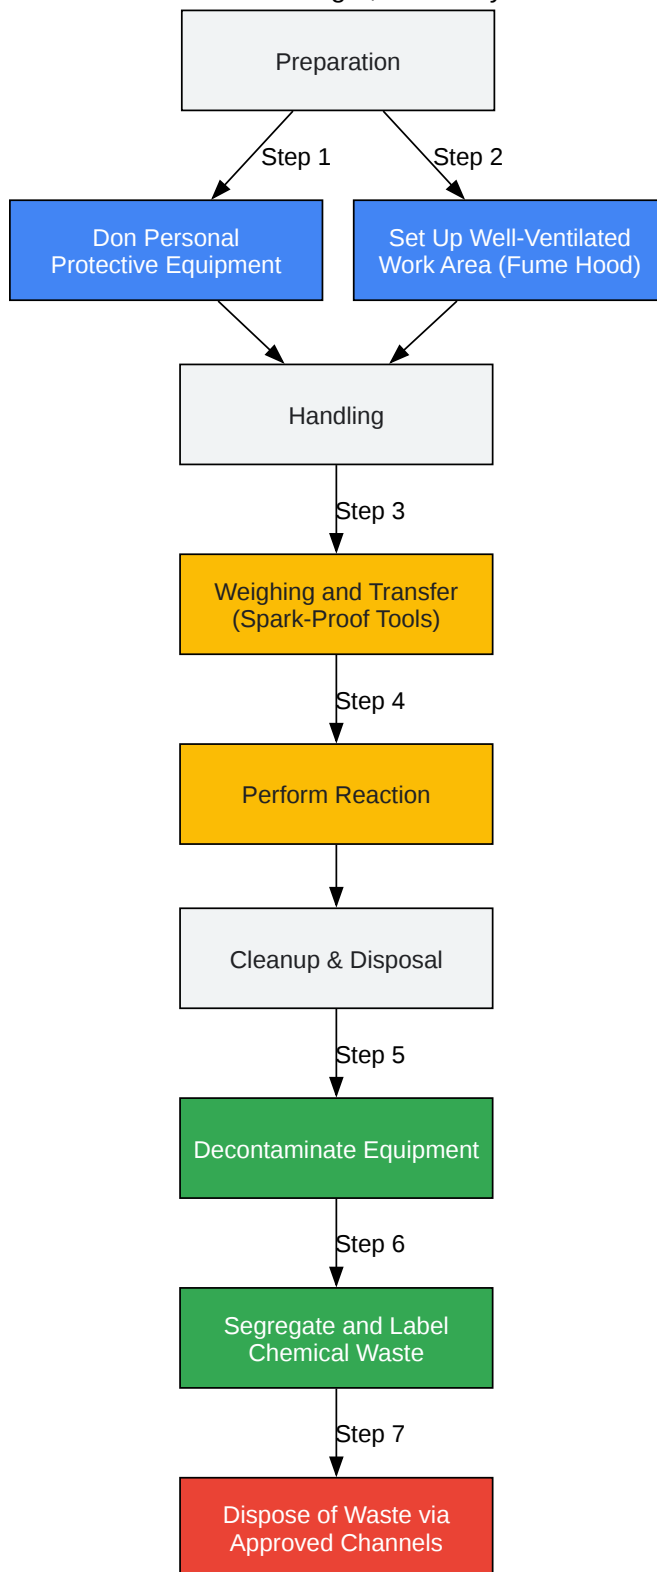 Preparation
Step 1
Step 2
Don Personal
Protective Equipment
Set Up Well-Ventilated
Work Area (Fume Hood)
Handling
Step 3
Weighing and Transfer
(Spark-Proof Tools)
Step 4
Perform Reaction
Cleanup & Disposal
Step 5
Decontaminate Equipment
Step 6
Segregate and Label
Chemical Waste
Step 7
Dispose of Waste via
Approved Channels